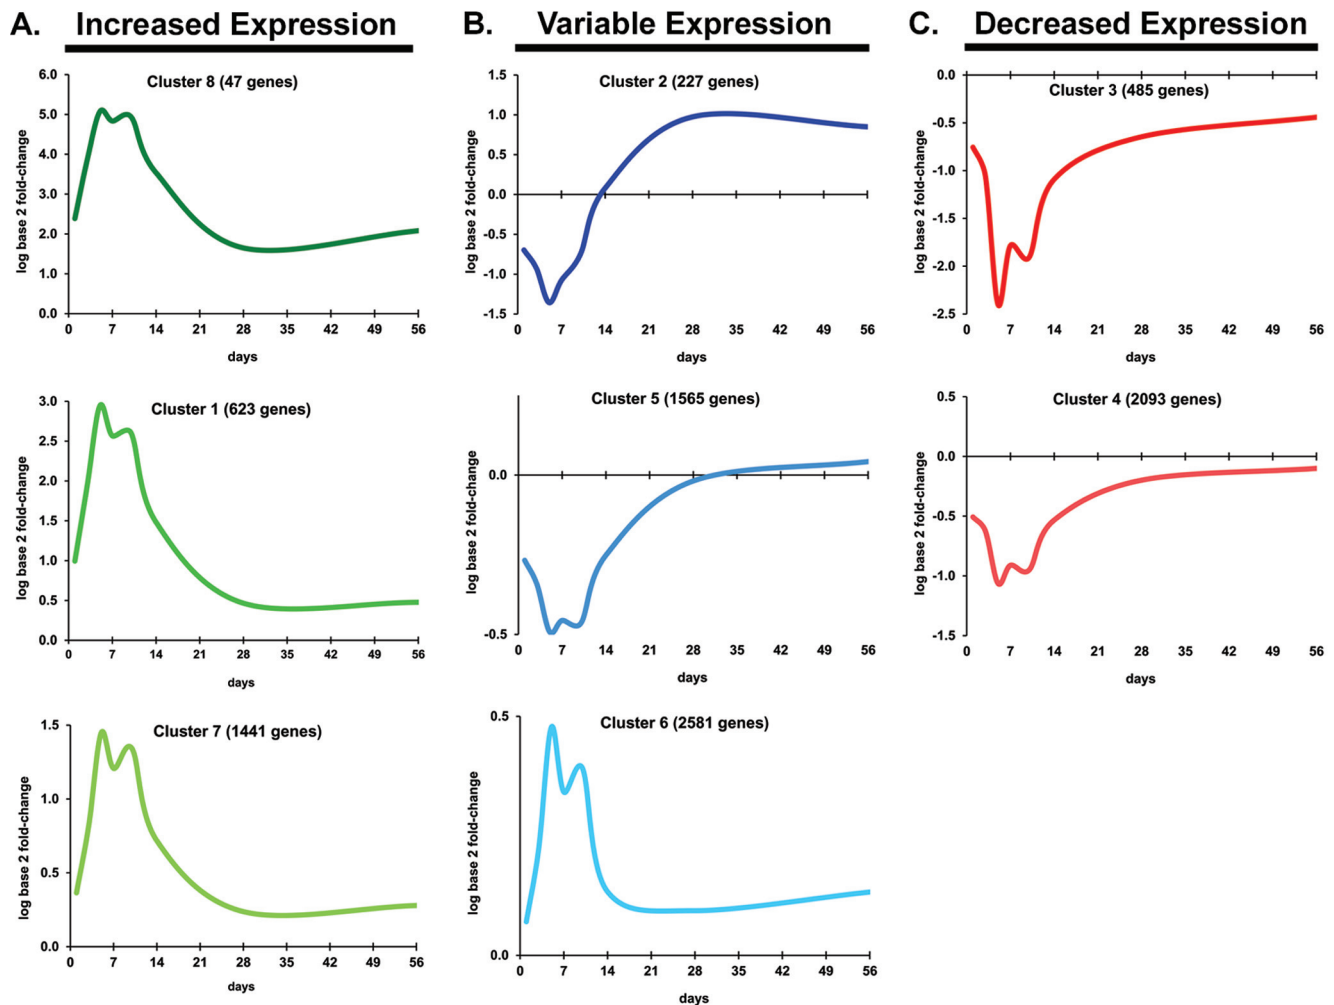 A. Increased Expression
Cluster 8 (47 genes)
log base 2 fold-change
6.0
5.0
4.0
3.0
2.0
1.0
0.0
0 7 14 21 28 35 42 49 56
days
Cluster 1 (623 genes)
log base 2 fold-change
3.0
2.5
2.0
1.5
1.0
0.5
0.0
0 7 14 21 28 35 42 49 56
days
Cluster 7 (1441 genes)
log base 2 fold-change
1.5
1.0
0.5
0.0
0 7 14 21 28 35 42 49 56
days
B. Variable Expression
Cluster 2 (227 genes)
log base 2 fold-change
1.5
1.0
0.5
0.0
-0.5
-1.0
-1.5
0 7 14 21 28 35 42 49 56
days
Cluster 5 (1565 genes)
log base 2 fold-change
0.0
-0.5
0 7 14 21 28 35 42 49 56
days
Cluster 6 (2581 genes)
log base 2 fold-change
0.5
0.0
0 7 14 21 28 35 42 49 56
days
C. Decreased Expression
Cluster 3 (485 genes)
log base 2 fold-change
0.0
-0.5
-1.0
-1.5
-2.0
-2.5
0 7 14 21 28 35 42 49 56
days
Cluster 4 (2093 genes)
log base 2 fold-change
0.5
0.0
-0.5
-1.0
-1.5
0 7 14 21 28 35 42 49 56
days